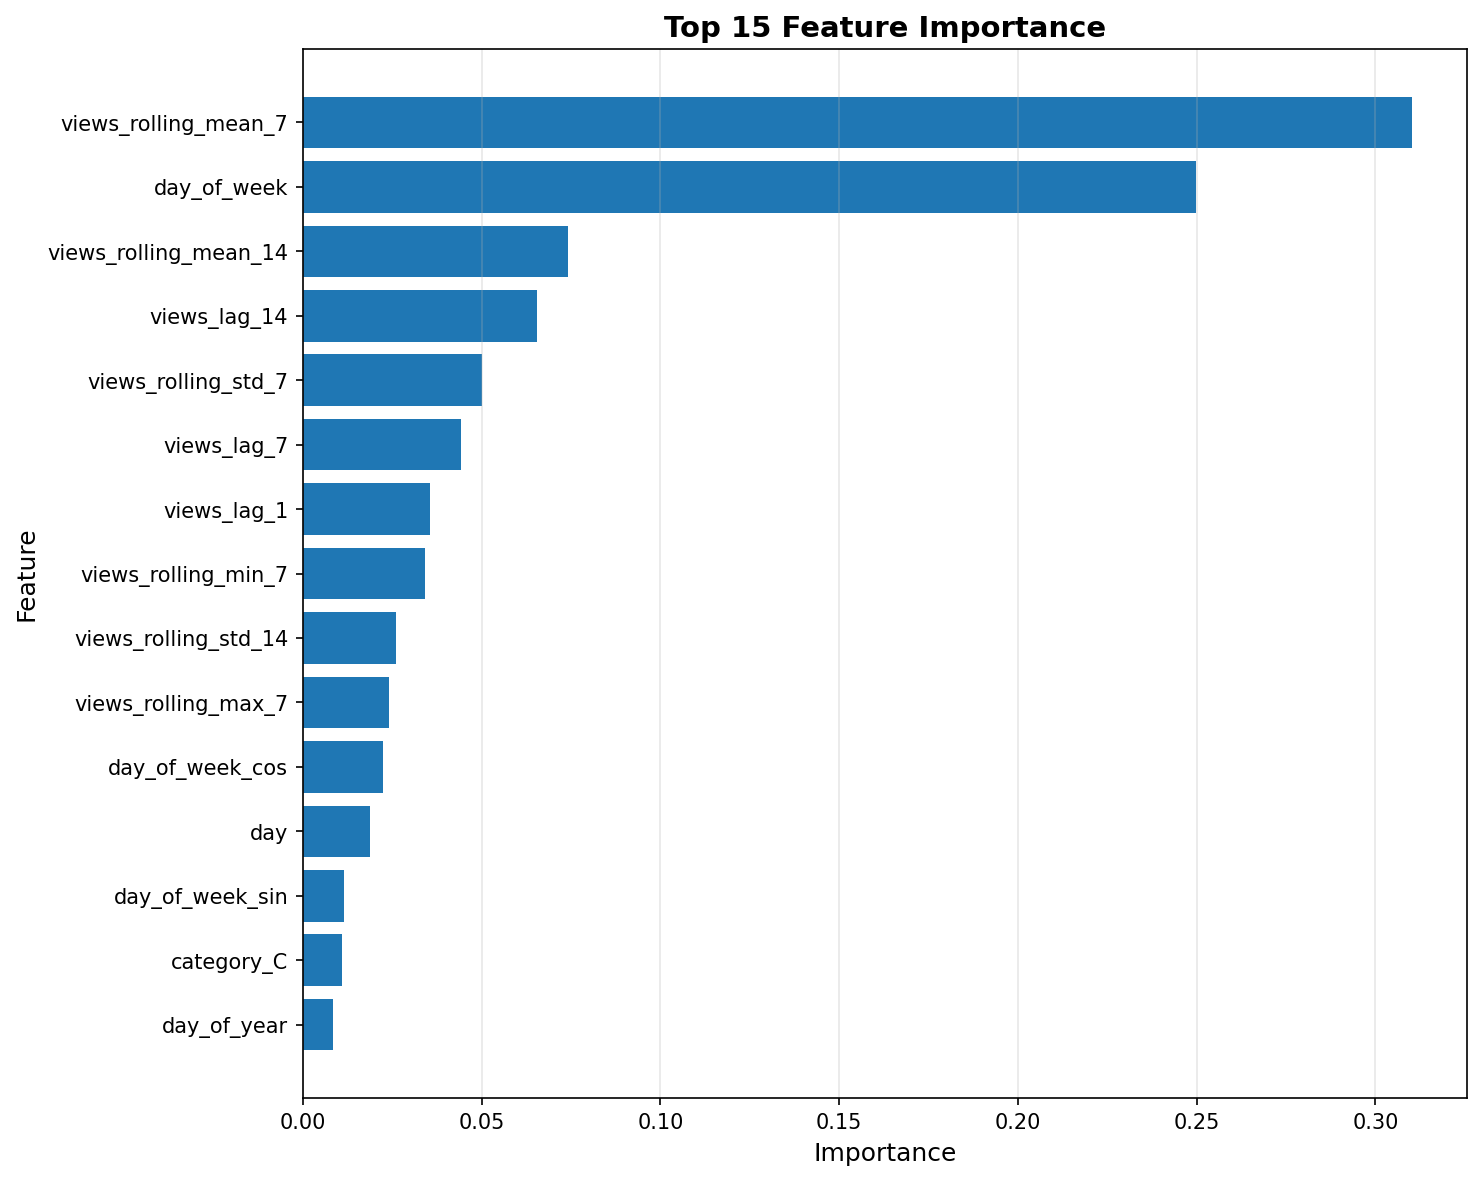 Top 15 Feature Importance
views_rolling_mean_7
day_of_week
views_rolling_mean_14
views_lag_14
views_rolling_std_7
views_lag_7
views_lag_1
views_rolling_min_7
views_rolling_std_14
views_rolling_max_7
day_of_week_cos
day
day_of_week_sin
category_C
day_of_year
Feature
0.00 0.05 0.10 0.15 0.20 0.25 0.30
Importance